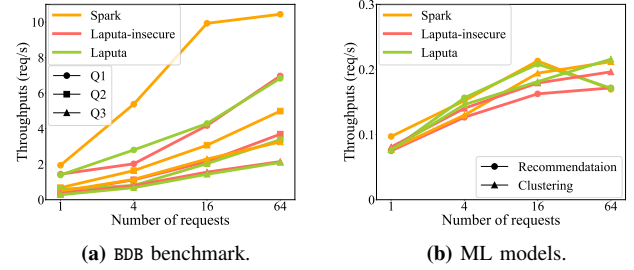 Throughputs (req/s)
10
8
6
4
2
0
Spark
Laputa-insecure
Laputa
Q1
Q2
Q3
1
4
16
64
Number of requests
(a) BDB benchmark.
Throughputs (req/s)
0.3
0.2
0.1
0
Spark
Laputa-insecure
Laputa
Recommendataion
Clustering
1
4
16
64
Number of requests
(b) ML models.